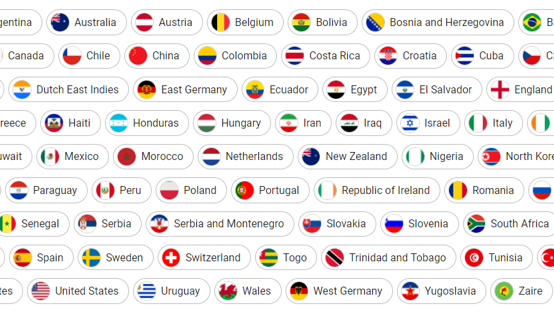 gentina Australia Austria Belgium Bolivia Bosnia and Herzegovina B
Canada Chile China Colombia Costa Rica Croatia Cuba C
Dutch East Indies East Germany Ecuador Egypt El Salvador England
reece Haiti Honduras Hungary Iran Iraq Israel Italy
uwait Mexico Morocco Netherlands New Zealand Nigeria North Kore
Paraguay Peru Poland Portugal Republic of Ireland Romania
Senegal Serbia Serbia and Montenegro Slovakia Slovenia South Africa
Spain Sweden Switzerland Togo Trinidad and Tobago Tunisia
tes United States Uruguay Wales West Germany Yugoslavia Zaire